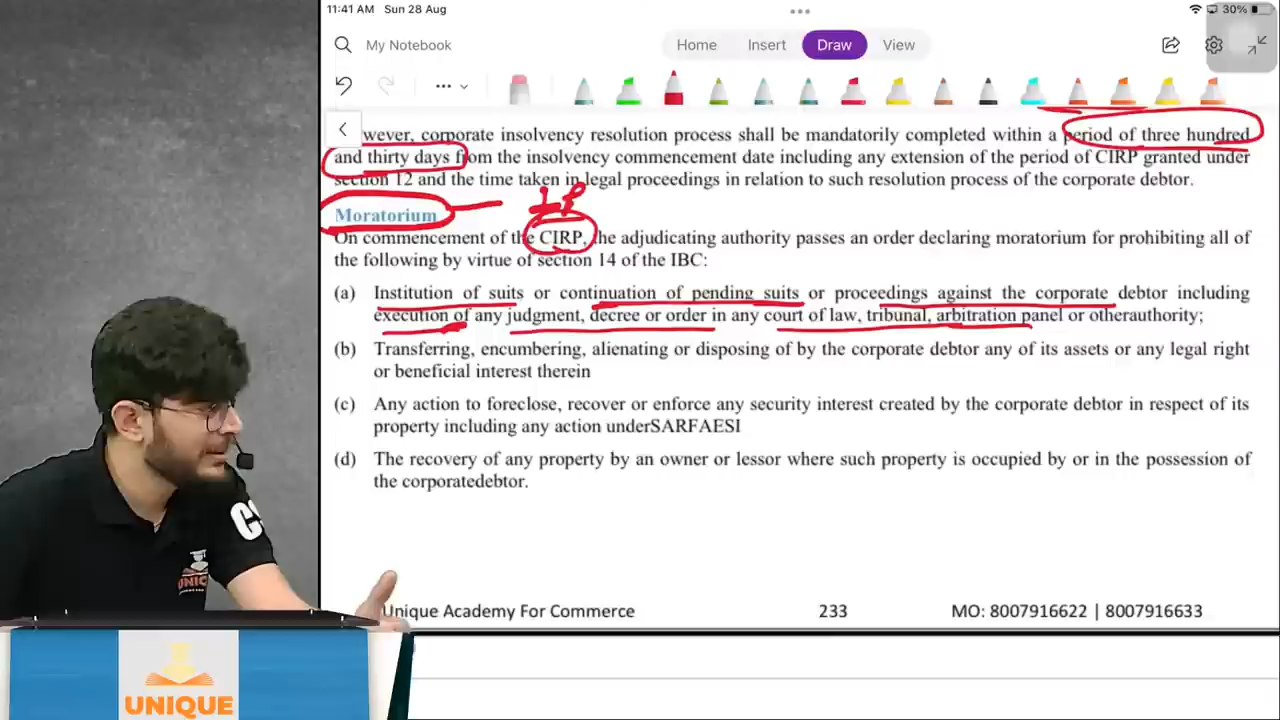 11:41 AM Sun 28 Aug
30%
My Notebook
Home Insert Draw View
wever, corporate insolvency resolution process shall be mandatorily completed within a period of three hundred
and thirty days from the insolvency commencement date including any extension of the period of CIRP granted under
section 12 and the time taken in legal proceedings in relation to such resolution process of the corporate debtor.
Moratorium
On commencement of the CIRP, the adjudicating authority passes an order declaring moratorium for prohibiting all of
the following by virtue of section 14 of the IBC:
(a) Institution of suits or continuation of pending suits or proceedings against the corporate debtor including
execution of any judgment, decree or order in any court of law, tribunal, arbitration panel or otherauthority;
(b) Transferring, encumbering, alienating or disposing of by the corporate debtor any of its assets or any legal right
or beneficial interest therein
(c) Any action to foreclose, recover or enforce any security interest created by the corporate debtor in respect of its
property including any action underSARFAESI
(d) The recovery of any property by an owner or lessor where such property is occupied by or in the possession of
the corporatedebtor.
Unique Academy For Commerce 233 MO: 8007916622 | 8007916633
UNIQUE